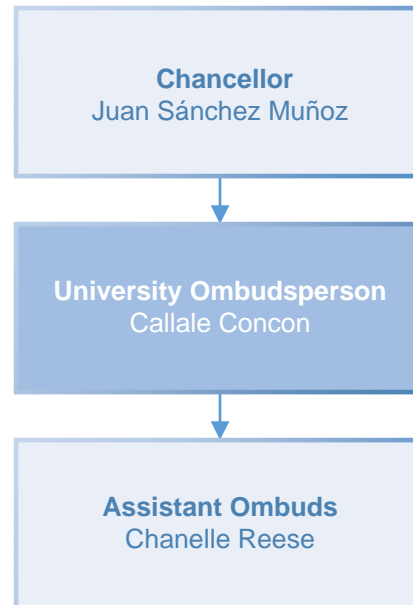 Chancellor
Juan Sánchez Muñoz
University Ombudsperson
Callale Concon
Assistant Ombuds
Chanelle Reese